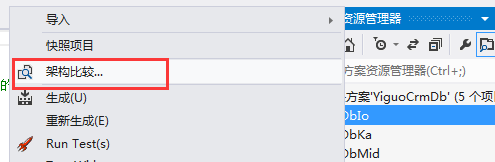 导入
快照项目
架构比较...
生成(U)
重新生成(E)
Run Test(s)
的
资源管理器
方案资源管理器(Ctrl+;)
方案'YiguoCrmDb' (5 个项
DbIo
DbKa
DbMid